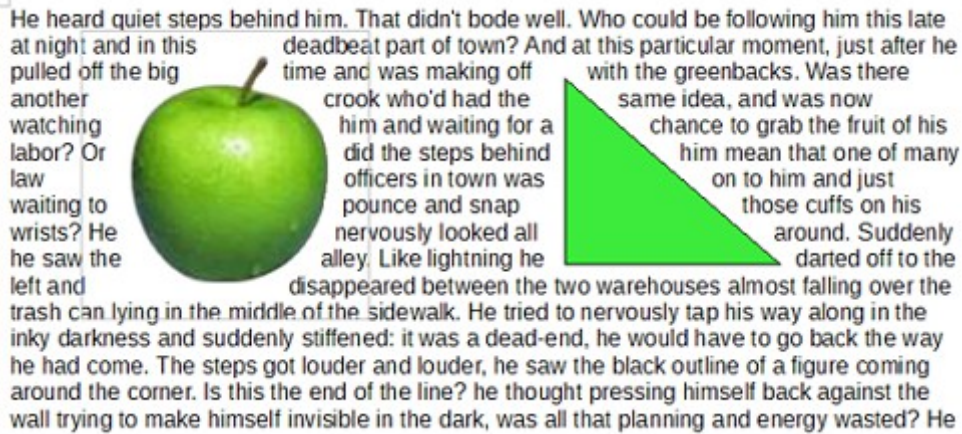 He heard quiet steps behind him. That didn't bode well. Who could be following him this late
at night and in this deadbeat part of town? And at this particular moment, just after he
pulled off the big time and was making off with the greenbacks. Was there
another crook who'd had the same idea, and was now
watching him and waiting for a chance to grab the fruit of his
labor? Or did the steps behind him mean that one of many
law officers in town was on to him and just
waiting to pounce and snap those cuffs on his
wrists? He nervously looked all around. Suddenly
he saw the alley. Like lightning he darted off to the
left and disappeared between the two warehouses almost falling over the
trash can lying in the middle of the sidewalk. He tried to nervously tap his way along in the
inky darkness and suddenly stiffened: it was a dead-end, he would have to go back the way
he had come. The steps got louder and louder, he saw the black outline of a figure coming
around the corner. Is this the end of the line? he thought pressing himself back against the
wall trying to make himself invisible in the dark, was all that planning and energy wasted? He